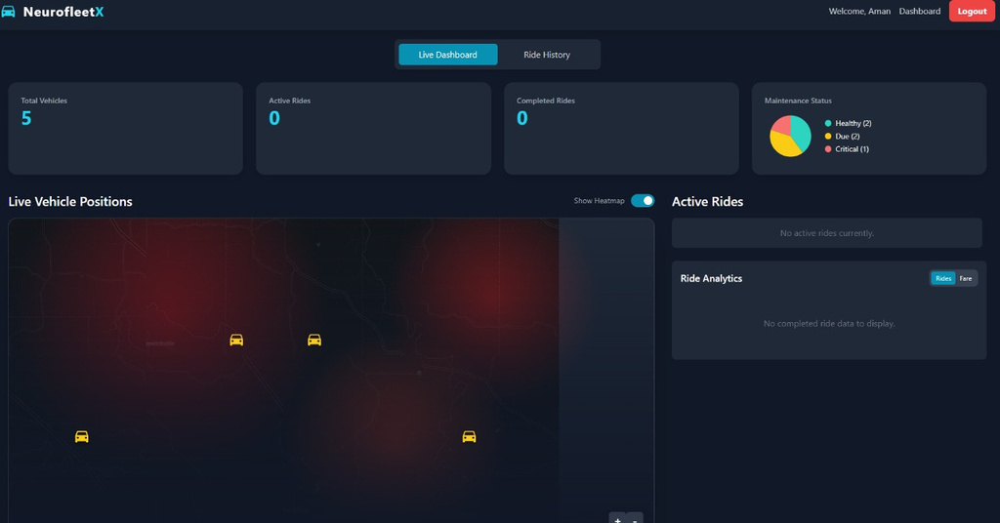 NeurofleetX
Welcome, Aman Dashboard Logout
Live Dashboard Ride History
Total Vehicles
5
Active Rides
0
Completed Rides
0
Maintenance Status
Healthy (2)
Due (2)
Critical (1)
Live Vehicle Positions
Show Heatmap
Active Rides
No active rides currently.
Ride Analytics
Rides Fare
No completed ride data to display.
+ -